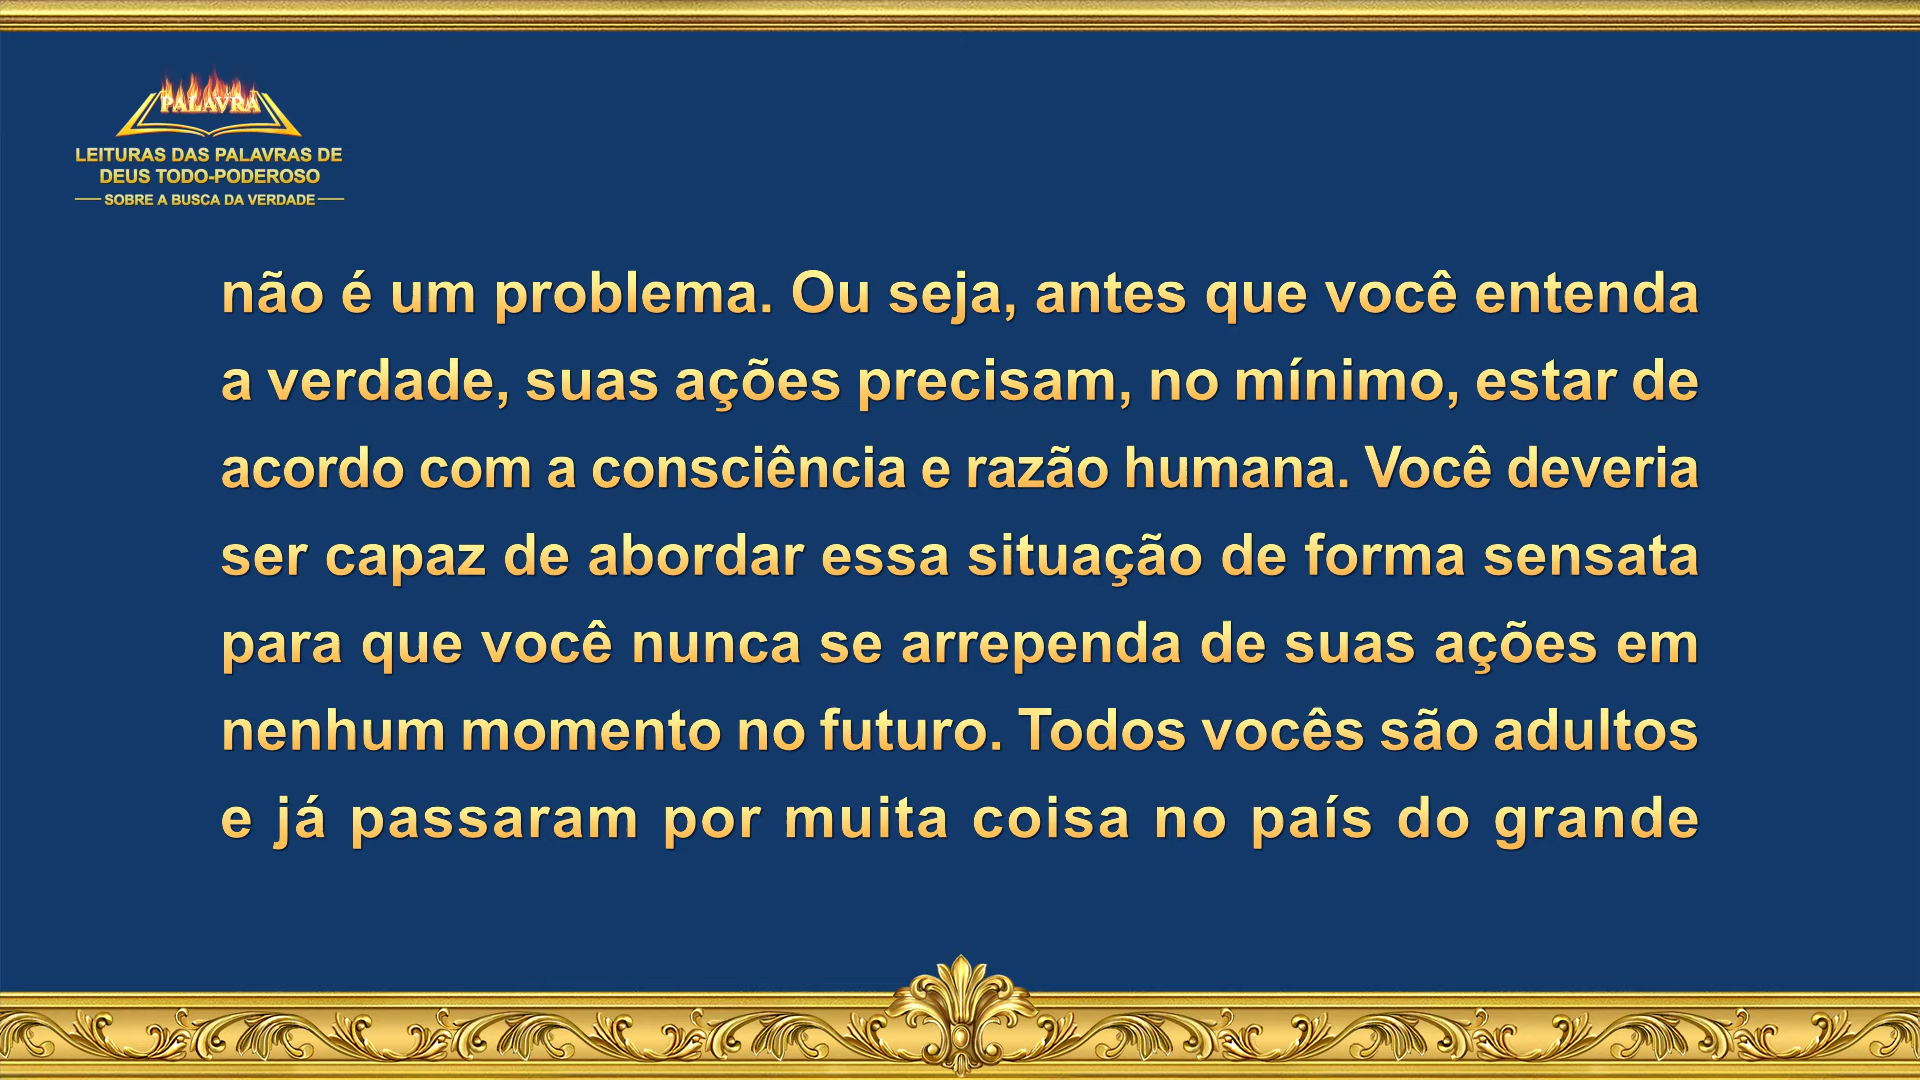 PALAVRA
LEITURAS DAS PALAVRAS DE
DEUS TODO-PODEROSO
SOBRE A BUSCA DA VERDADE
não é um problema. Ou seja, antes que você entenda
a verdade, suas ações precisam, no mínimo, estar de
acordo com a consciência e razão humana. Você deveria
ser capaz de abordar essa situação de forma sensata
para que você nunca se arrependa de suas ações em
nenhum momento no futuro. Todos vocês são adultos
e já passaram por muita coisa no país do grande